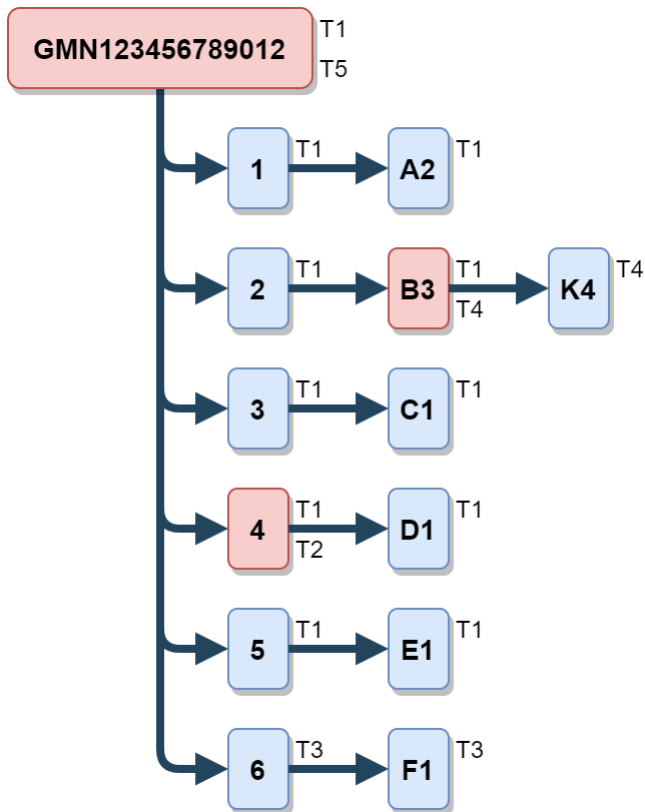 GMN123456789012 T1
T5
1 T1 A2 T1
2 T1 B3 T1 K4 T4
T4
3 T1 C1 T1
4 T1 D1 T1
T2
5 T1 E1 T1
6 T3 F1 T3